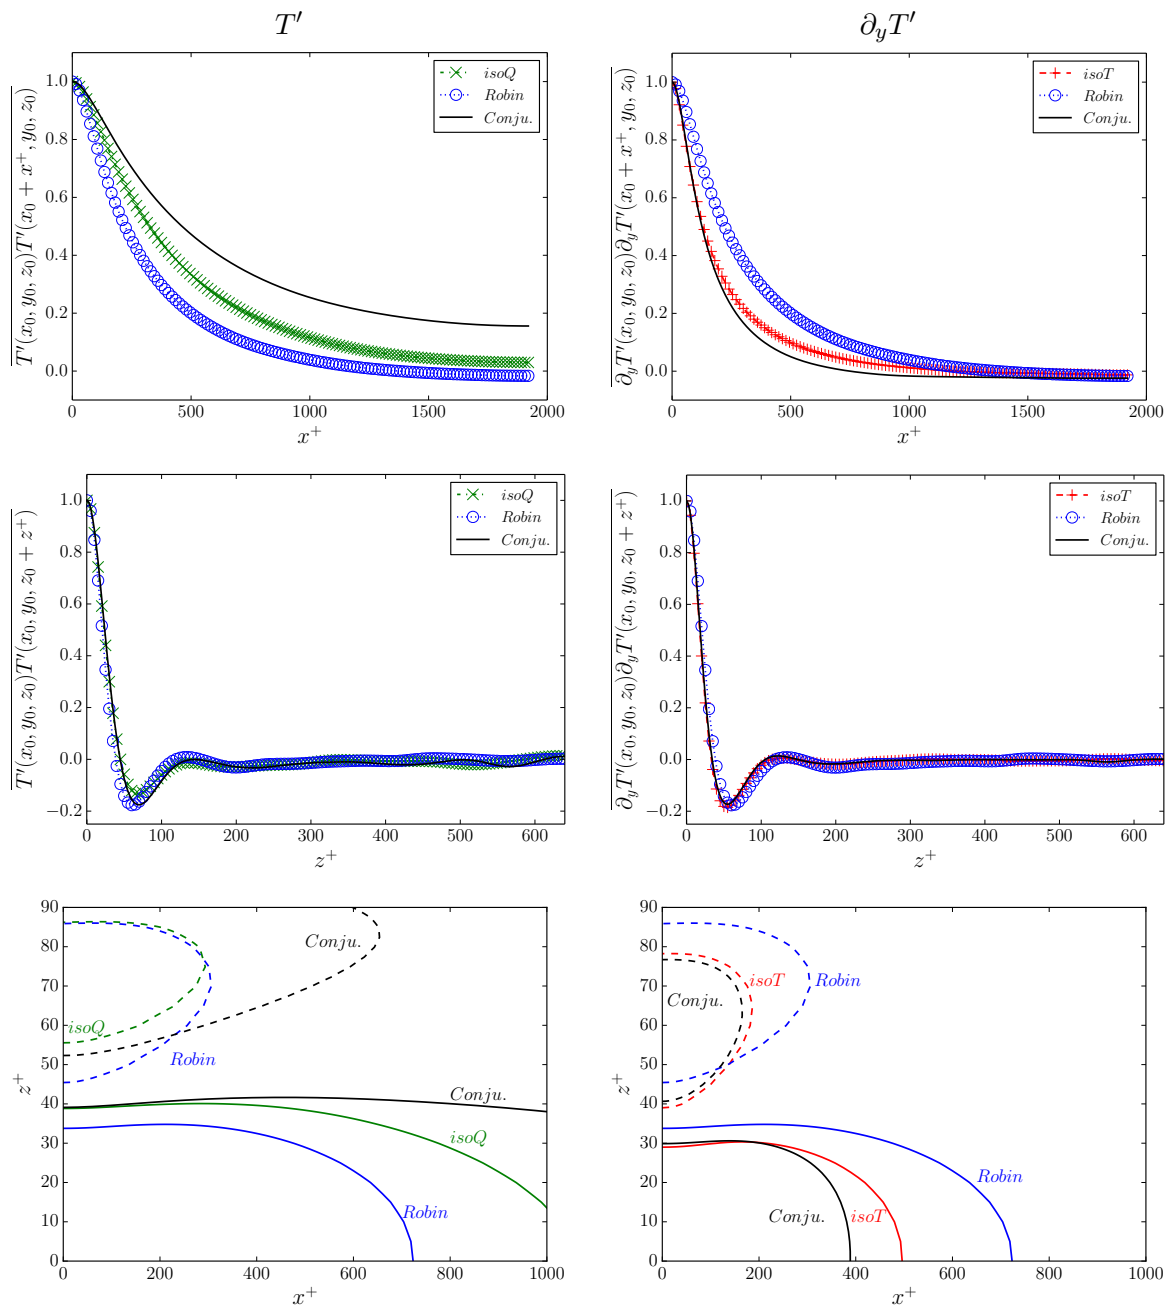 T′
∂yT′
T′(x0, y0, z0)T′(x0 + x+, y0, z0)
1.0
0.8
0.6
0.4
0.2
0.0
0
500
1000
1500
2000
x+
isoQ
Robin
Conju.
∂yT′(x0, y0, z0)∂yT′(x0 + x+, y0, z0)
1.0
0.8
0.6
0.4
0.2
0.0
0
500
1000
1500
2000
x+
isoT
Robin
Conju.
T′(x0, y0, z0)T′(x0, y0, z0 + z+)
1.0
0.8
0.6
0.4
0.2
0.0
−0.2
0
100
200
300
400
500
600
z+
isoQ
Robin
Conju.
∂yT′(x0, y0, z0)∂yT′(x0, y0, z0 + z+)
1.0
0.8
0.6
0.4
0.2
0.0
−0.2
0
100
200
300
400
500
600
z+
isoT
Robin
Conju.
z+
90
80
70
60
50
40
30
20
10
0
0
200
400
600
800
1000
x+
Conju.
isoQ
Robin
Conju.
isoQ
Robin
z+
90
80
70
60
50
40
30
20
10
0
0
200
400
600
800
1000
x+
isoT
Robin
Conju.
Robin
Conju.
isoT